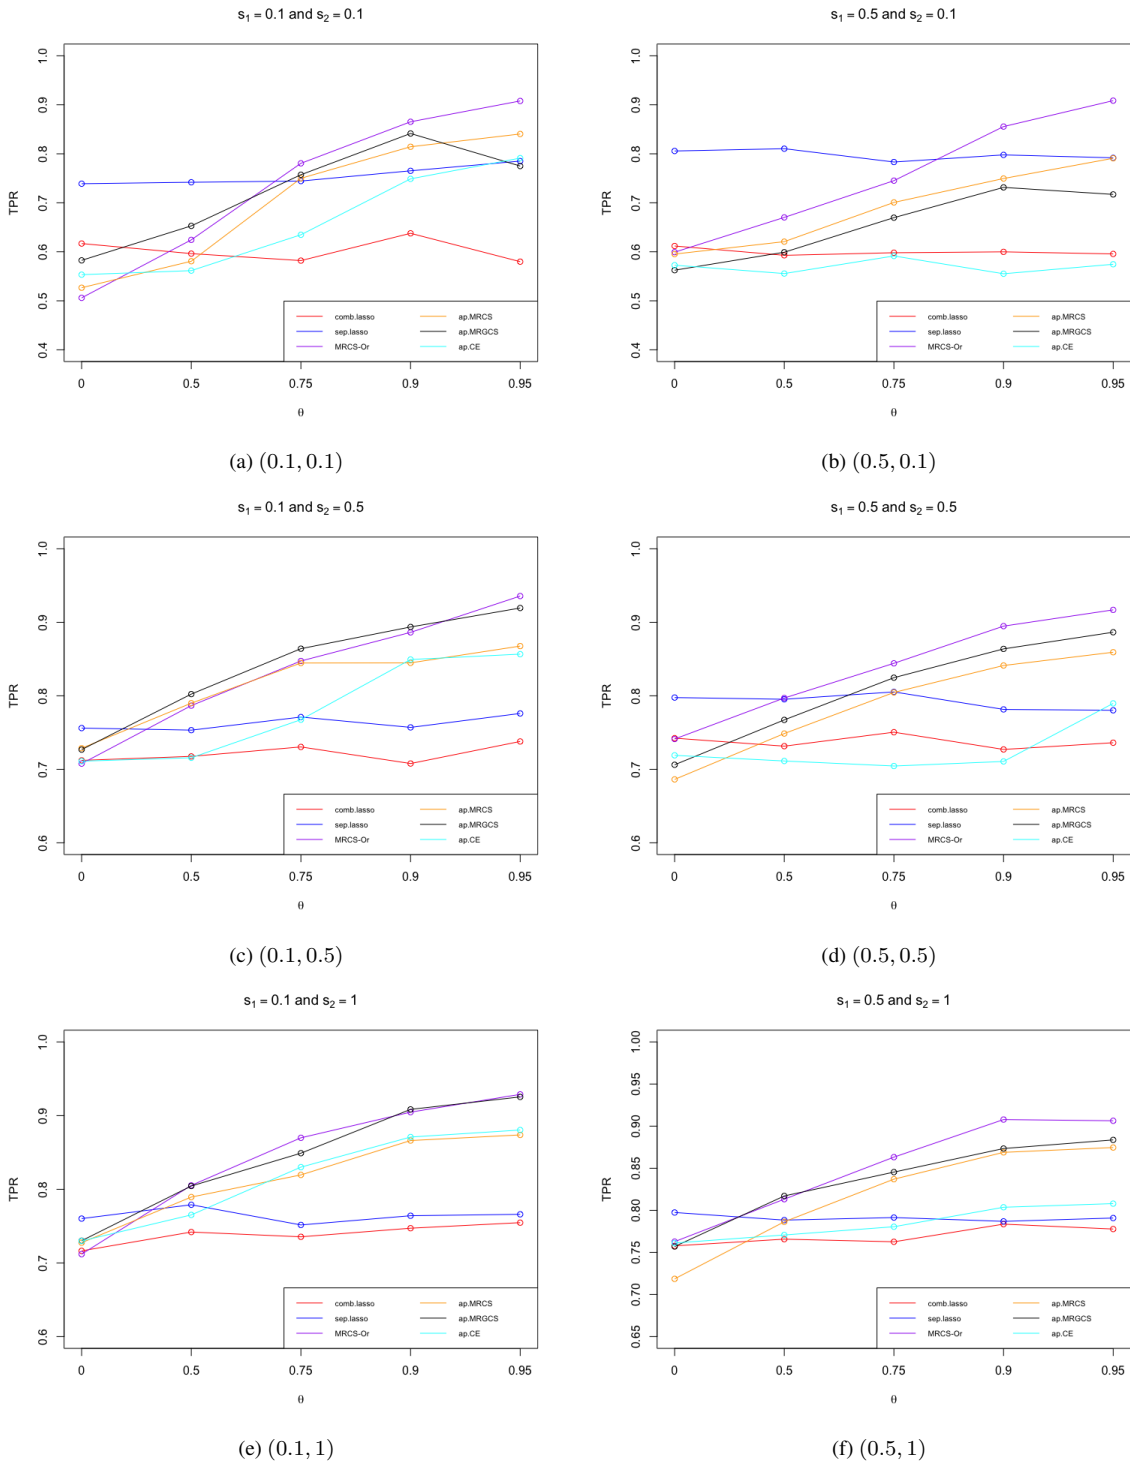 s₁ = 0.1 and s₂ = 0.1
1.0
0.9
0.8
0.7
0.6
0.5
0.4
TPR
comb.lasso
sep.lasso
MRCS-Or
ap.MRCS
ap.MRGCS
ap.CE
0 0.5 0.75 0.9 0.95
θ
(a) (0.1, 0.1)
s₁ = 0.5 and s₂ = 0.1
1.0
0.9
0.8
0.7
0.6
0.5
0.4
TPR
comb.lasso
sep.lasso
MRCS-Or
ap.MRCS
ap.MRGCS
ap.CE
0 0.5 0.75 0.9 0.95
θ
(b) (0.5, 0.1)
s₁ = 0.1 and s₂ = 0.5
1.0
0.9
0.8
0.7
0.6
TPR
comb.lasso
sep.lasso
MRCS-Or
ap.MRCS
ap.MRGCS
ap.CE
0 0.5 0.75 0.9 0.95
θ
(c) (0.1, 0.5)
s₁ = 0.5 and s₂ = 0.5
1.0
0.9
0.8
0.7
0.6
TPR
comb.lasso
sep.lasso
MRCS-Or
ap.MRCS
ap.MRGCS
ap.CE
0 0.5 0.75 0.9 0.95
θ
(d) (0.5, 0.5)
s₁ = 0.1 and s₂ = 1
1.0
0.9
0.8
0.7
0.6
TPR
comb.lasso
sep.lasso
MRCS-Or
ap.MRCS
ap.MRGCS
ap.CE
0 0.5 0.75 0.9 0.95
θ
(e) (0.1, 1)
s₁ = 0.5 and s₂ = 1
1.00
0.95
0.90
0.85
0.80
0.75
0.70
0.65
TPR
comb.lasso
sep.lasso
MRCS-Or
ap.MRCS
ap.MRGCS
ap.CE
0 0.5 0.75 0.9 0.95
θ
(f) (0.5, 1)